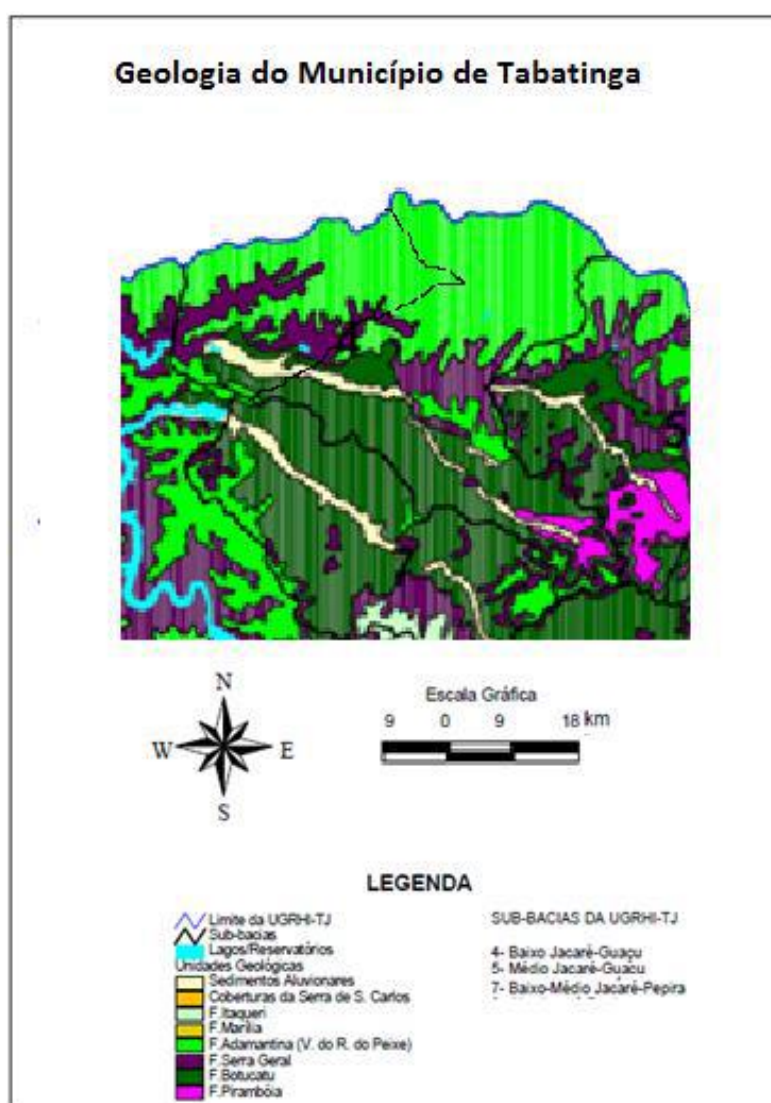 Geologia do Município de Tabatinga
N
W E
S
Escala Gráfica
9 0 9 18 km
LEGENDA
Limite da UGRHI-TJ
Sub-bacias
Lagos/Reservatórios
Unidades Geológicas
Sedimentos Aluvionares
Coberturas da Serra de S. Carlos
F.Itaqueri
F.Marília
F.Adamantina (V. do R. do Peixe)
F.Serra Geral
F.Botucatu
F.Pirambóia
SUB-BACIAS DA UGRHI-TJ
4- Baixo Jacaré-Guaçu
5- Médio Jacaré-Guaçu
7- Baixo-Médio Jacaré-Pepira